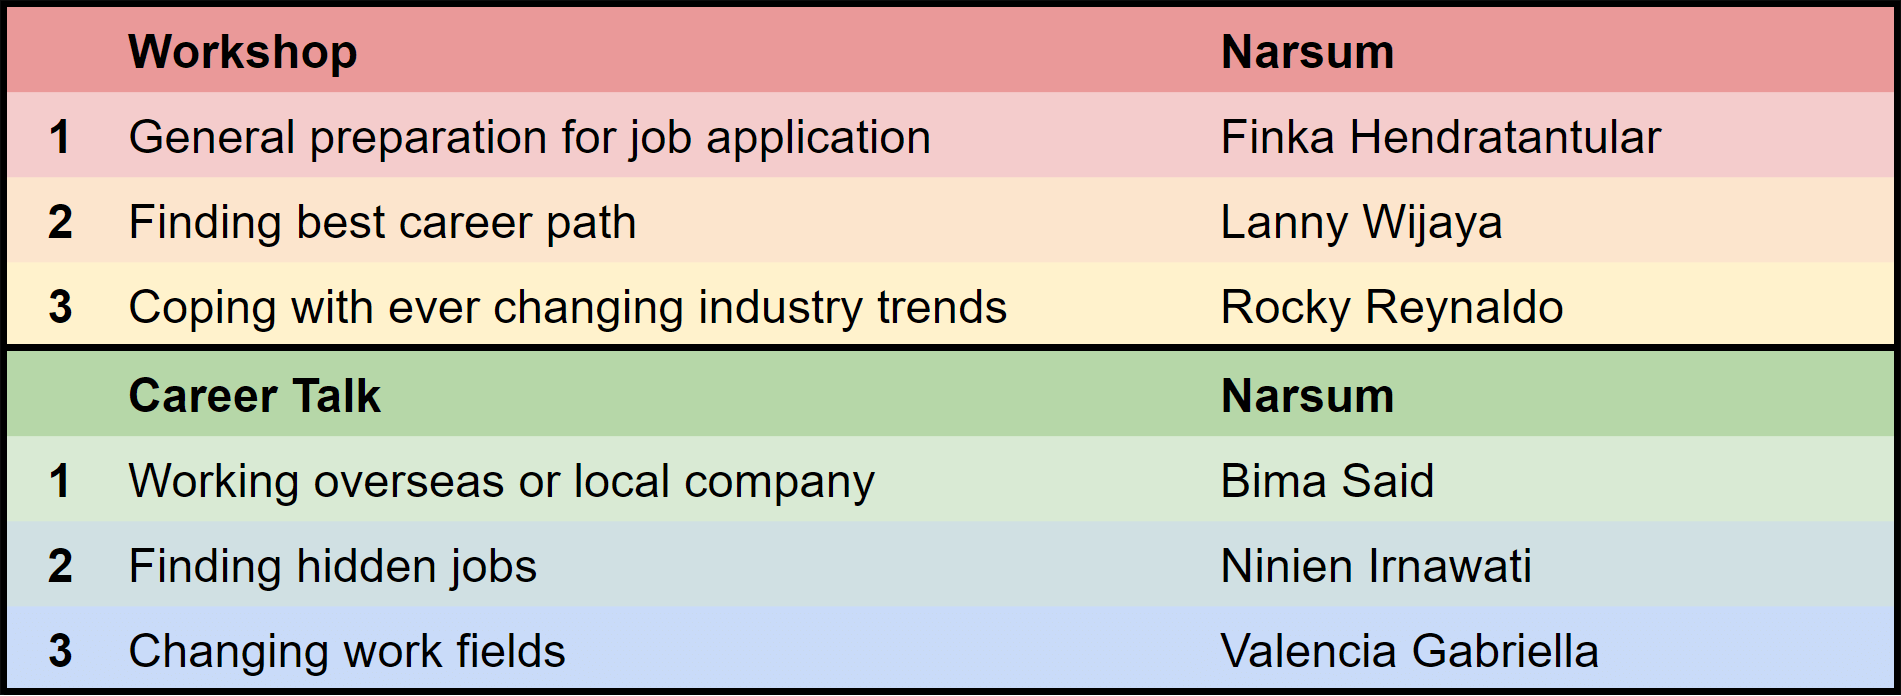 Workshop Narsum
1 General preparation for job application Finka Hendratantular
2 Finding best career path Lanny Wijaya
3 Coping with ever changing industry trends Rocky Reynaldo
Career Talk Narsum
1 Working overseas or local company Bima Said
2 Finding hidden jobs Ninien Irnawati
3 Changing work fields Valencia Gabriella